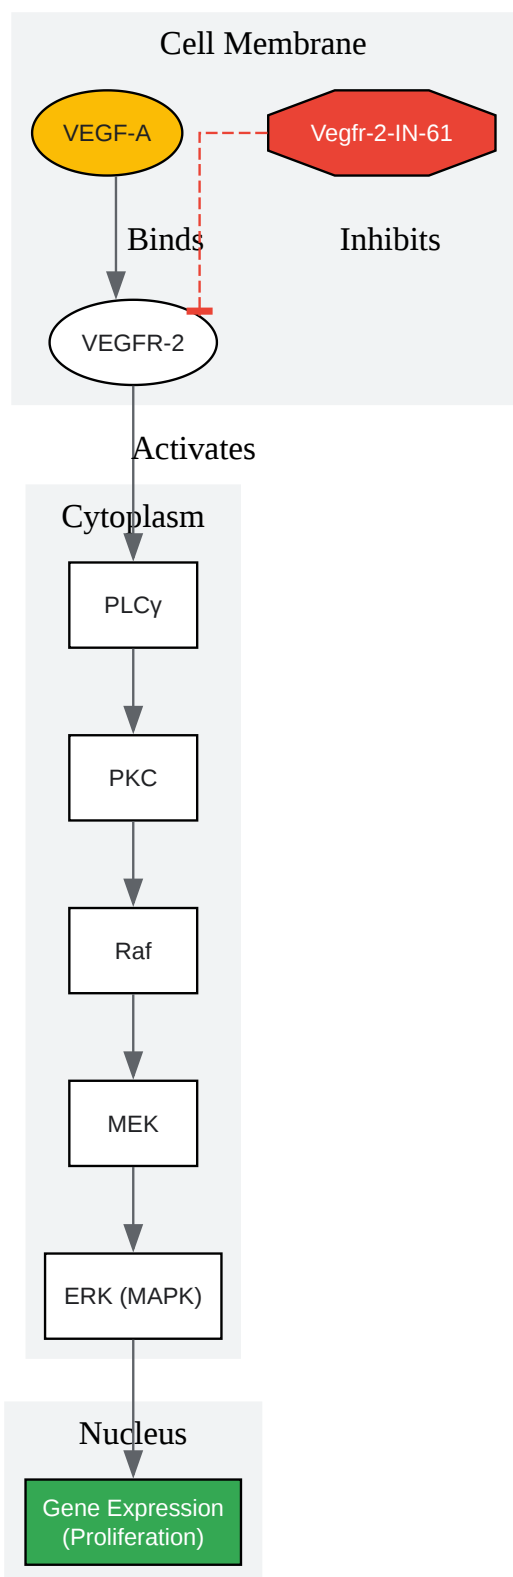 Cell Membrane
VEGF-A
Vegfr-2-IN-61
Binds
Inhibits
VEGFR-2
Activates
Cytoplasm
PLCγ
PKC
Raf
MEK
ERK (MAPK)
Nucleus
Gene Expression
(Proliferation)